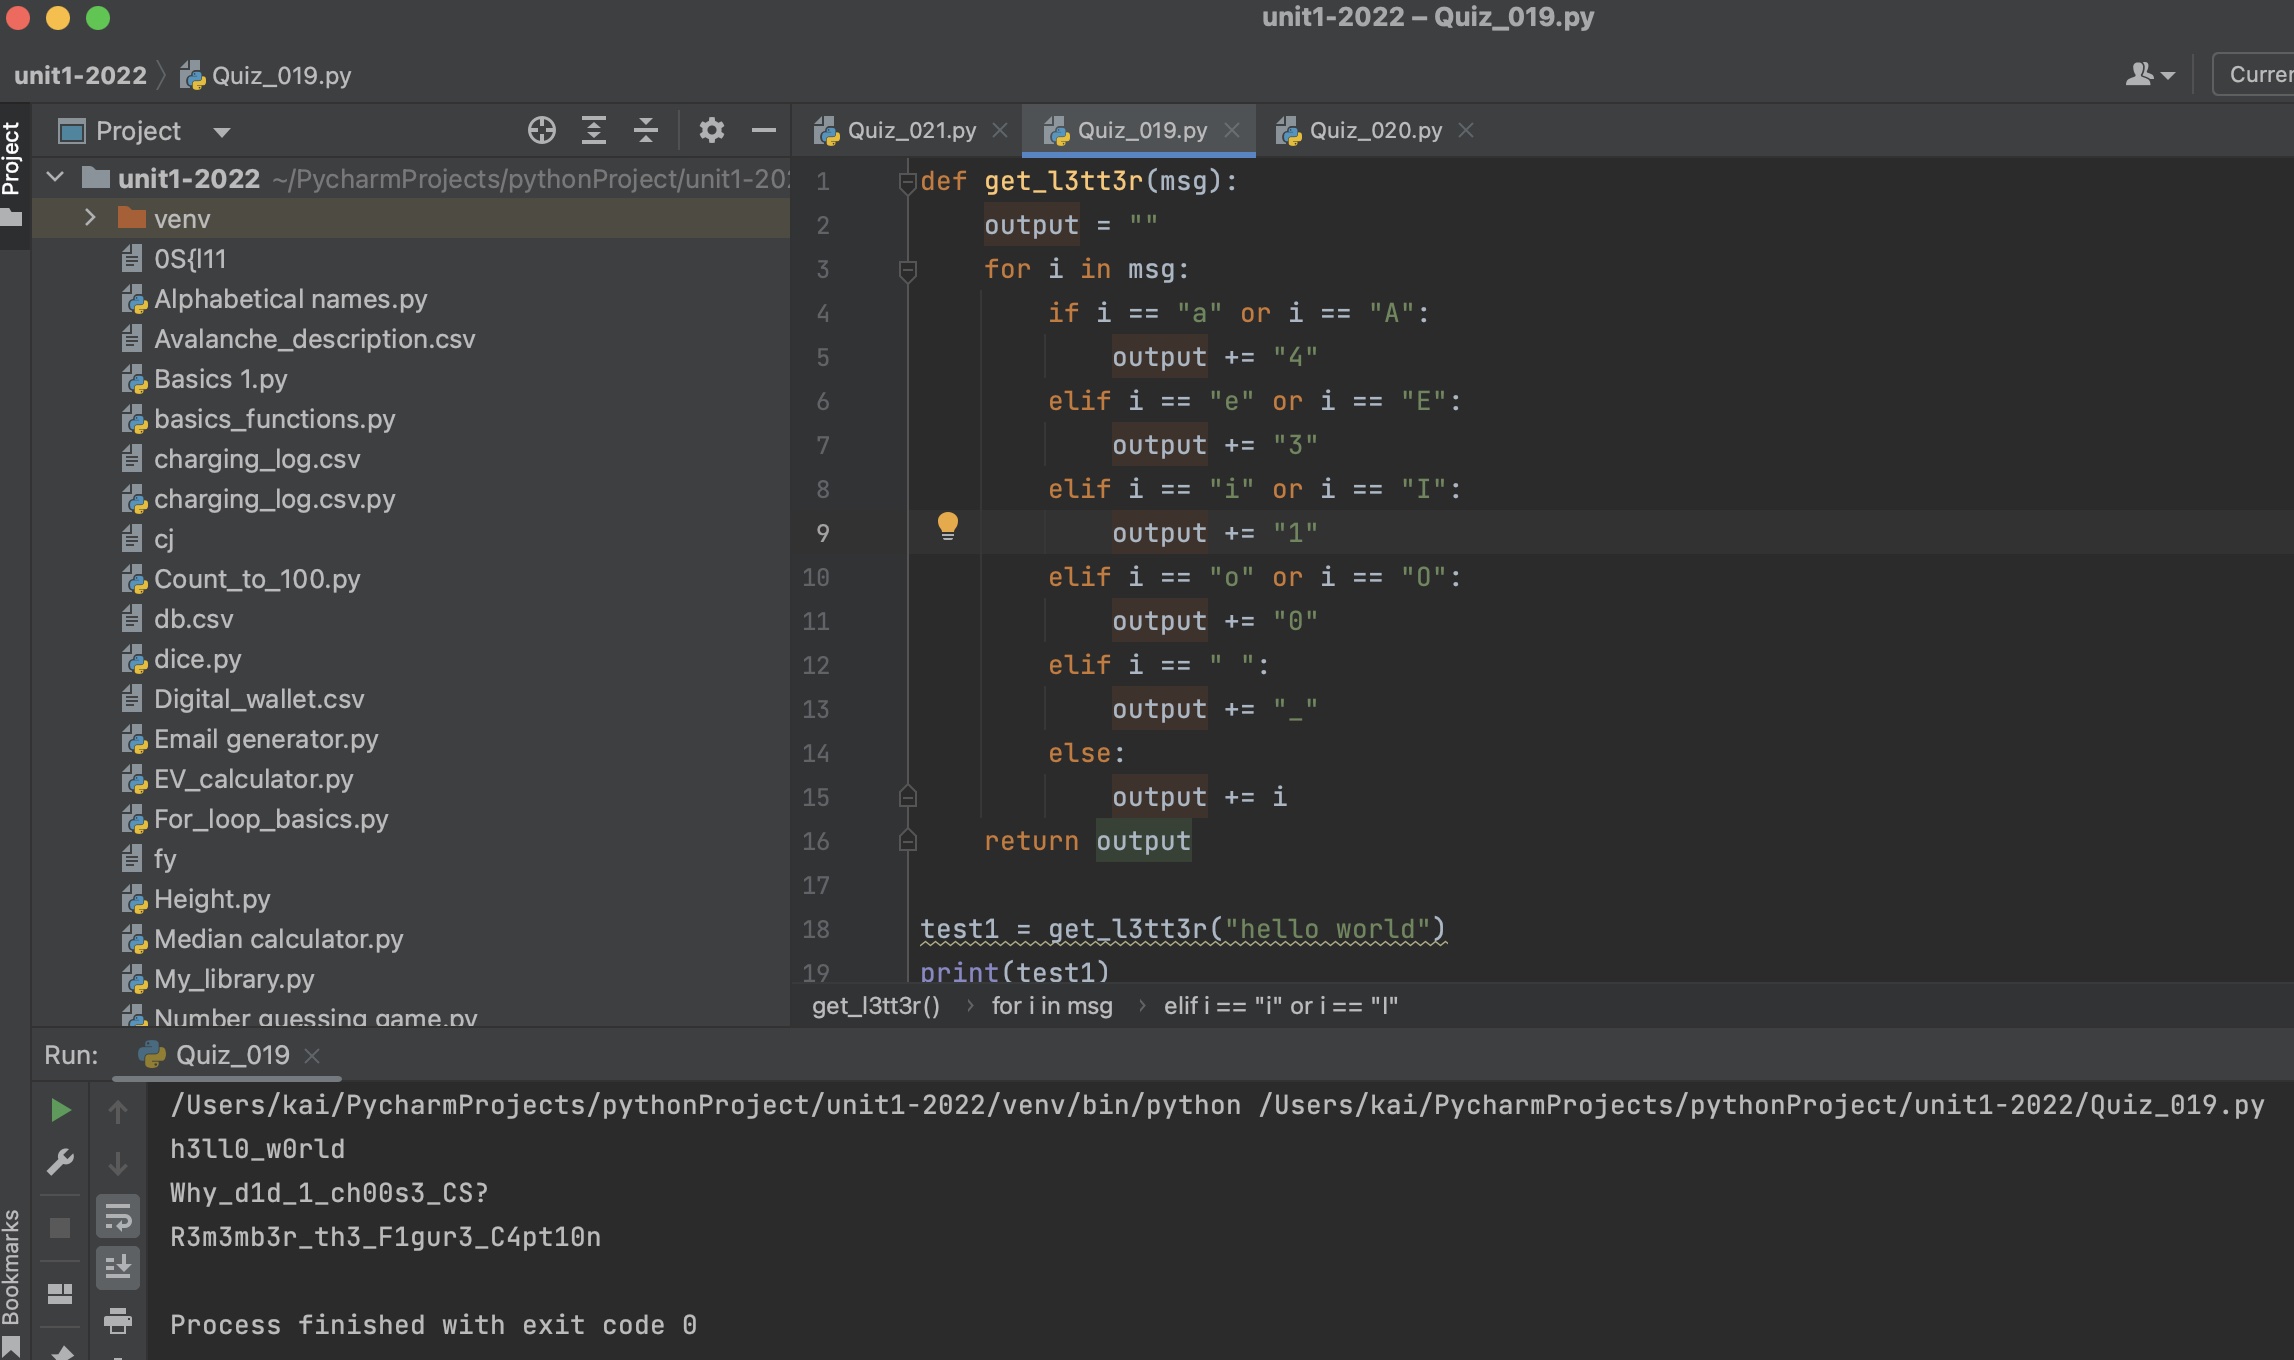 unit1-2022 – Quiz_019.py
unit1-2022 Quiz_019.py
Curren
Project
Project
Quiz_021.py Quiz_019.py Quiz_020.py
unit1-2022 ~/PycharmProjects/pythonProject/unit1-202
venv
0S{l11
Alphabetical names.py
Avalanche_description.csv
Basics 1.py
basics_functions.py
charging_log.csv
charging_log.csv.py
cj
Count_to_100.py
db.csv
dice.py
Digital_wallet.csv
Email generator.py
EV_calculator.py
For_loop_basics.py
fy
Height.py
Median calculator.py
My_library.py
Number guessing game.py
1 def get_l3tt3r(msg):
2 output = ""
3 for i in msg:
4 if i == "a" or i == "A":
5 output += "4"
6 elif i == "e" or i == "E":
7 output += "3"
8 elif i == "i" or i == "I":
9 output += "1"
10 elif i == "o" or i == "O":
11 output += "0"
12 elif i == " ":
13 output += "_"
14 else:
15 output += i
16 return output
17
18 test1 = get_l3tt3r("hello world")
19 print(test1)
get_l3tt3r() › for i in msg › elif i == "i" or i == "I"
Run: Quiz_019
/Users/kai/PycharmProjects/pythonProject/unit1-2022/venv/bin/python /Users/kai/PycharmProjects/pythonProject/unit1-2022/Quiz_019.py
h3ll0_w0rld
Why_d1d_1_ch00s3_CS?
R3m3mb3r_th3_F1gur3_C4pt10n
Process finished with exit code 0
Bookmarks